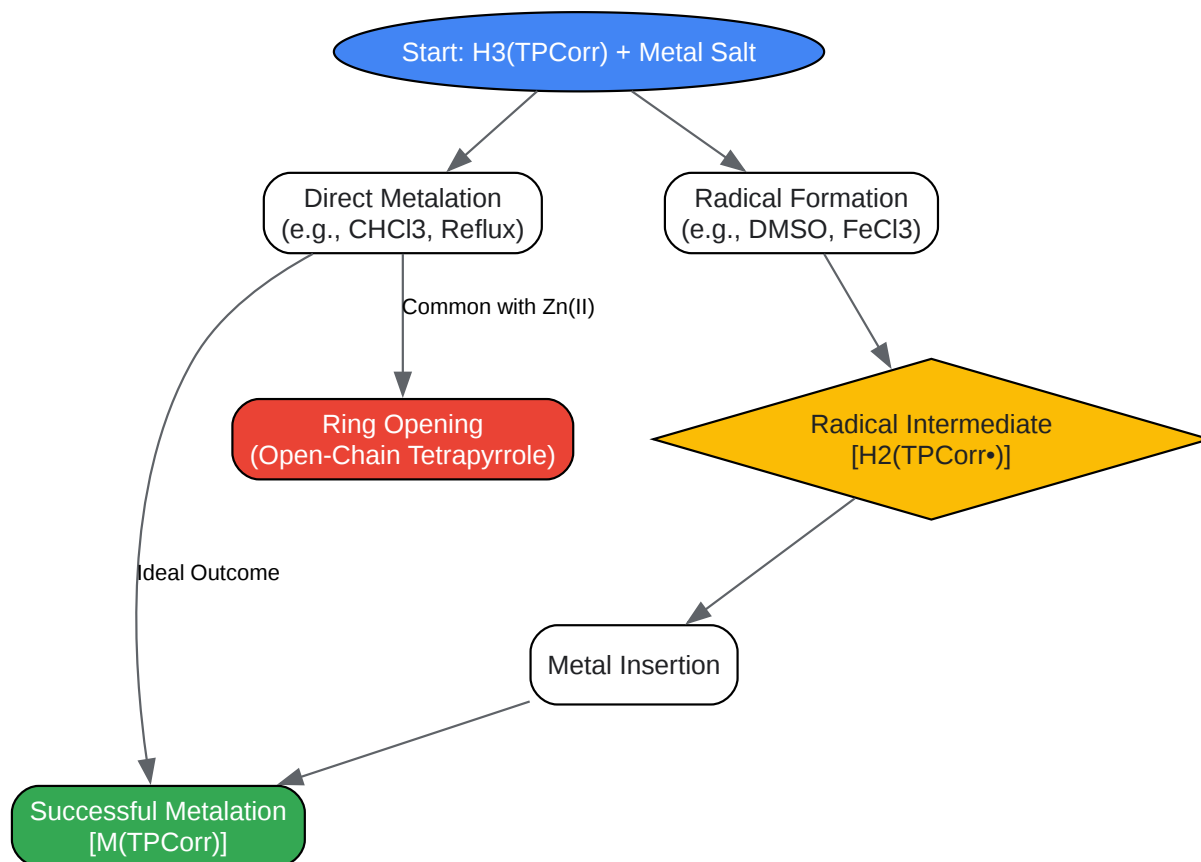 Start: H3(TPCorr) + Metal Salt
Direct Metalation
(e.g., CHCl3, Reflux)
Radical Formation
(e.g., DMSO, FeCl3)
Common with Zn(II)
Ring Opening
(Open-Chain Tetrapyrrole)
Radical Intermediate
[H2(TPCorr•)]
Ideal Outcome
Metal Insertion
Successful Metalation
[M(TPCorr)]